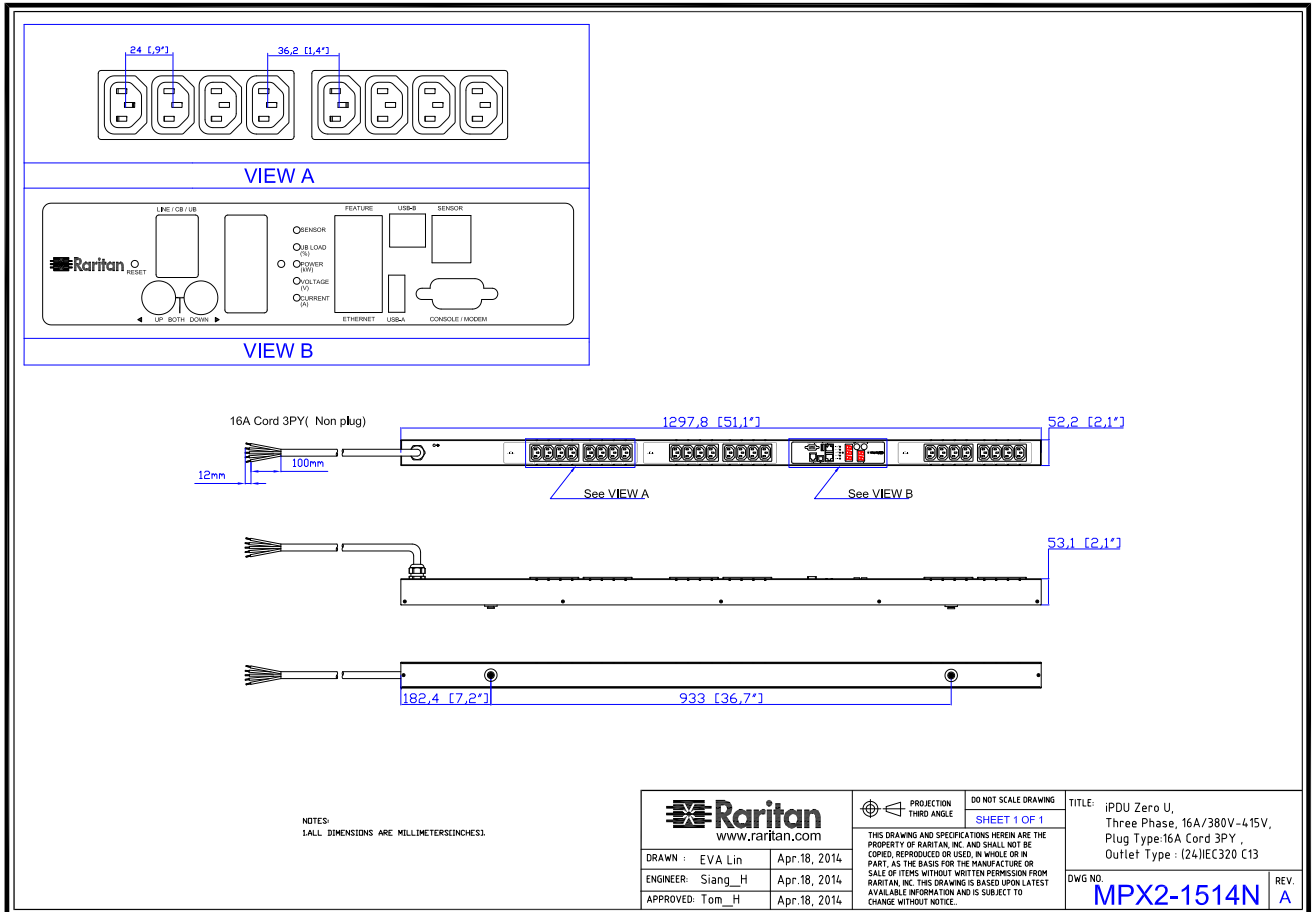 24 [,9"]
36,2 [1,4"]
VIEW A
LINE / CB / UB
FEATURE
USB-B
SENSOR
Raritan
RESET
SENSOR
UB LOAD
(%)
POWER
(kW)
VOLTAGE
(V)
CURRENT
(A)
UP BOTH DOWN
ETHERNET
USB-A
CONSOLE / MODEM
VIEW B
16A Cord 3PY( Non plug)
1297,8 [51,1"]
52,2 [2,1"]
100mm
12mm
See VIEW A
See VIEW B
53,1 [2,1"]
182,4 [7,2"]
933 [36,7"]
NOTES:
1.ALL DIMENSIONS ARE MILLIMETERS[INCHES].
Raritan
www.raritan.com
PROJECTION
THIRD ANGLE
DO NOT SCALE DRAWING
SHEET 1 OF 1
THIS DRAWING AND SPECIFICATIONS HEREIN ARE THE
PROPERTY OF RARITAN, INC. AND SHALL NOT BE
COPIED, REPRODUCED OR USED, IN WHOLE OR IN
PART, AS THE BASIS FOR THE MANUFACTURE OR
SALE OF ITEMS WITHOUT WRITTEN PERMISSION FROM
RARITAN, INC. THIS DRAWING IS BASED UPON LATEST
AVAILABLE INFORMATION AND IS SUBJECT TO
CHANGE WITHOUT NOTICE..
DRAWN : EVA Lin Apr.18, 2014
ENGINEER: Siang_H Apr.18, 2014
APPROVED: Tom_H Apr.18, 2014
TITLE: iPDU Zero U,
Three Phase, 16A/380V-415V,
Plug Type:16A Cord 3PY ,
Outlet Type : (24)IEC320 C13
DWG NO.
MPX2-1514N
REV.
A